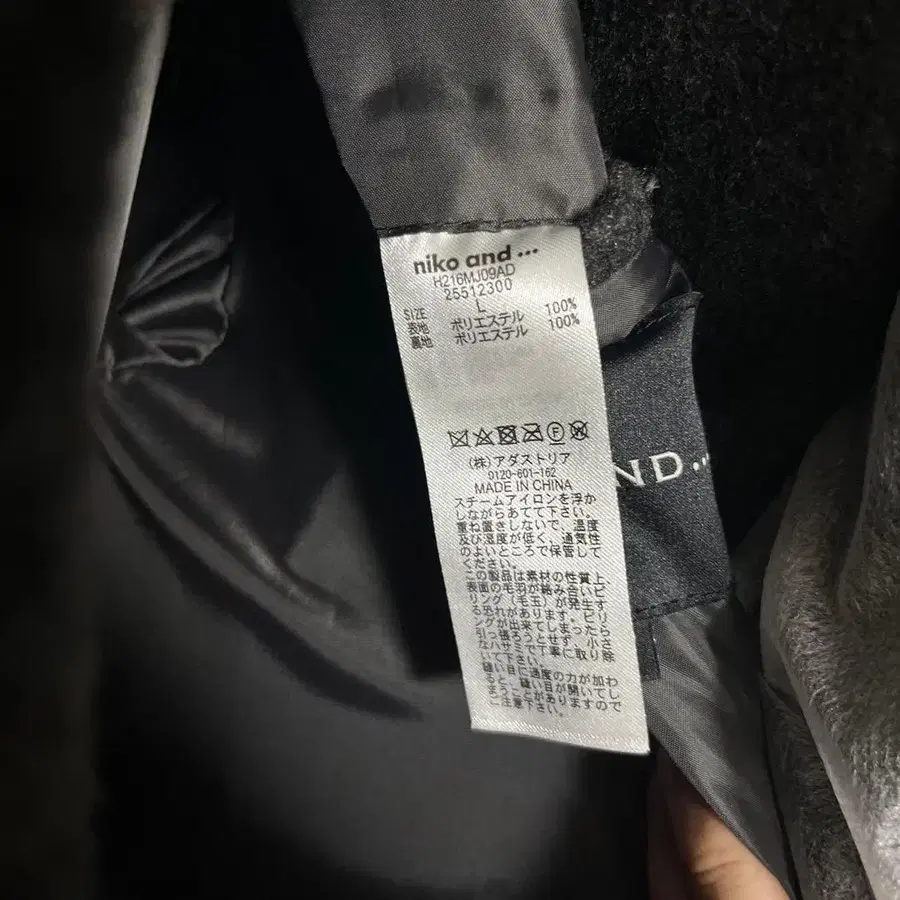 niko and ...
H216MJ09AD
25512300
SIZE L
表地 ポリエステル 100%
裏地 ポリエステル 100%
(株)アダストリア
0120-601-162
MADE IN CHINA
スチームアイロンを浮か
しながらあてて下さい。
重ね置きしないで、温度
及び湿度が低く、通気性
のよいところで保管して
ください。
この製品は素材の性質上、
表面の毛羽が絡み合いピ
リング(毛玉)が発生す
る恐れがあります。ピリ
ングが出来てしまったら
引っ張ろうとせず、小さ
なハサミで丁寧に取り除
いて下さい。
縫い目に過度の力が加わ
ると、縫い目が開いてし
まうことがありますので
ご注意下さい。
ND...